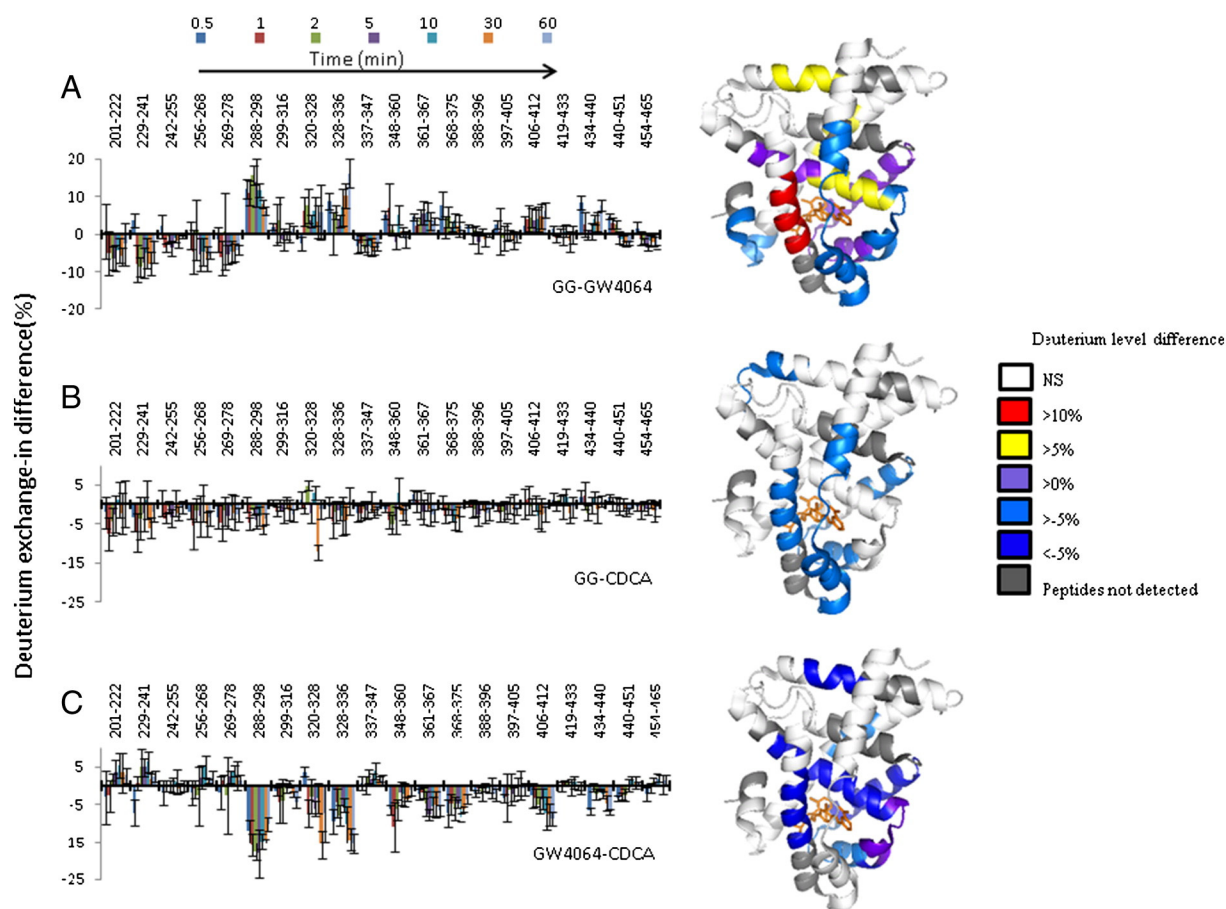 0.5 1 2 5 10 30 60
Time (min)
A
201-222 229-241 242-255 256-268 269-278 288-298 299-316 320-328 328-336 337-347 348-360 361-367 368-375 388-396 397-405 406-412 419-433 434-440 440-451 454-465
20
10
0
-10
-20
GG-GW4064
Deuterium exchange-in difference(%)
B
201-222 229-241 242-255 256-268 269-278 288-298 299-316 320-328 328-336 337-347 348-360 361-367 368-375 388-396 397-405 406-412 419-433 434-440 440-451 454-465
5
-5
-15
-25
GG-CDCA
Deuterium level difference
NS
>10%
>5%
>0%
>-5%
<-5%
Peptides not detected
C
201-222 229-241 242-255 256-268 269-278 288-298 299-316 320-328 328-336 337-347 348-360 361-367 368-375 388-396 397-405 406-412 419-433 434-440 440-451 454-465
5
-5
-15
-25
GW4064-CDCA